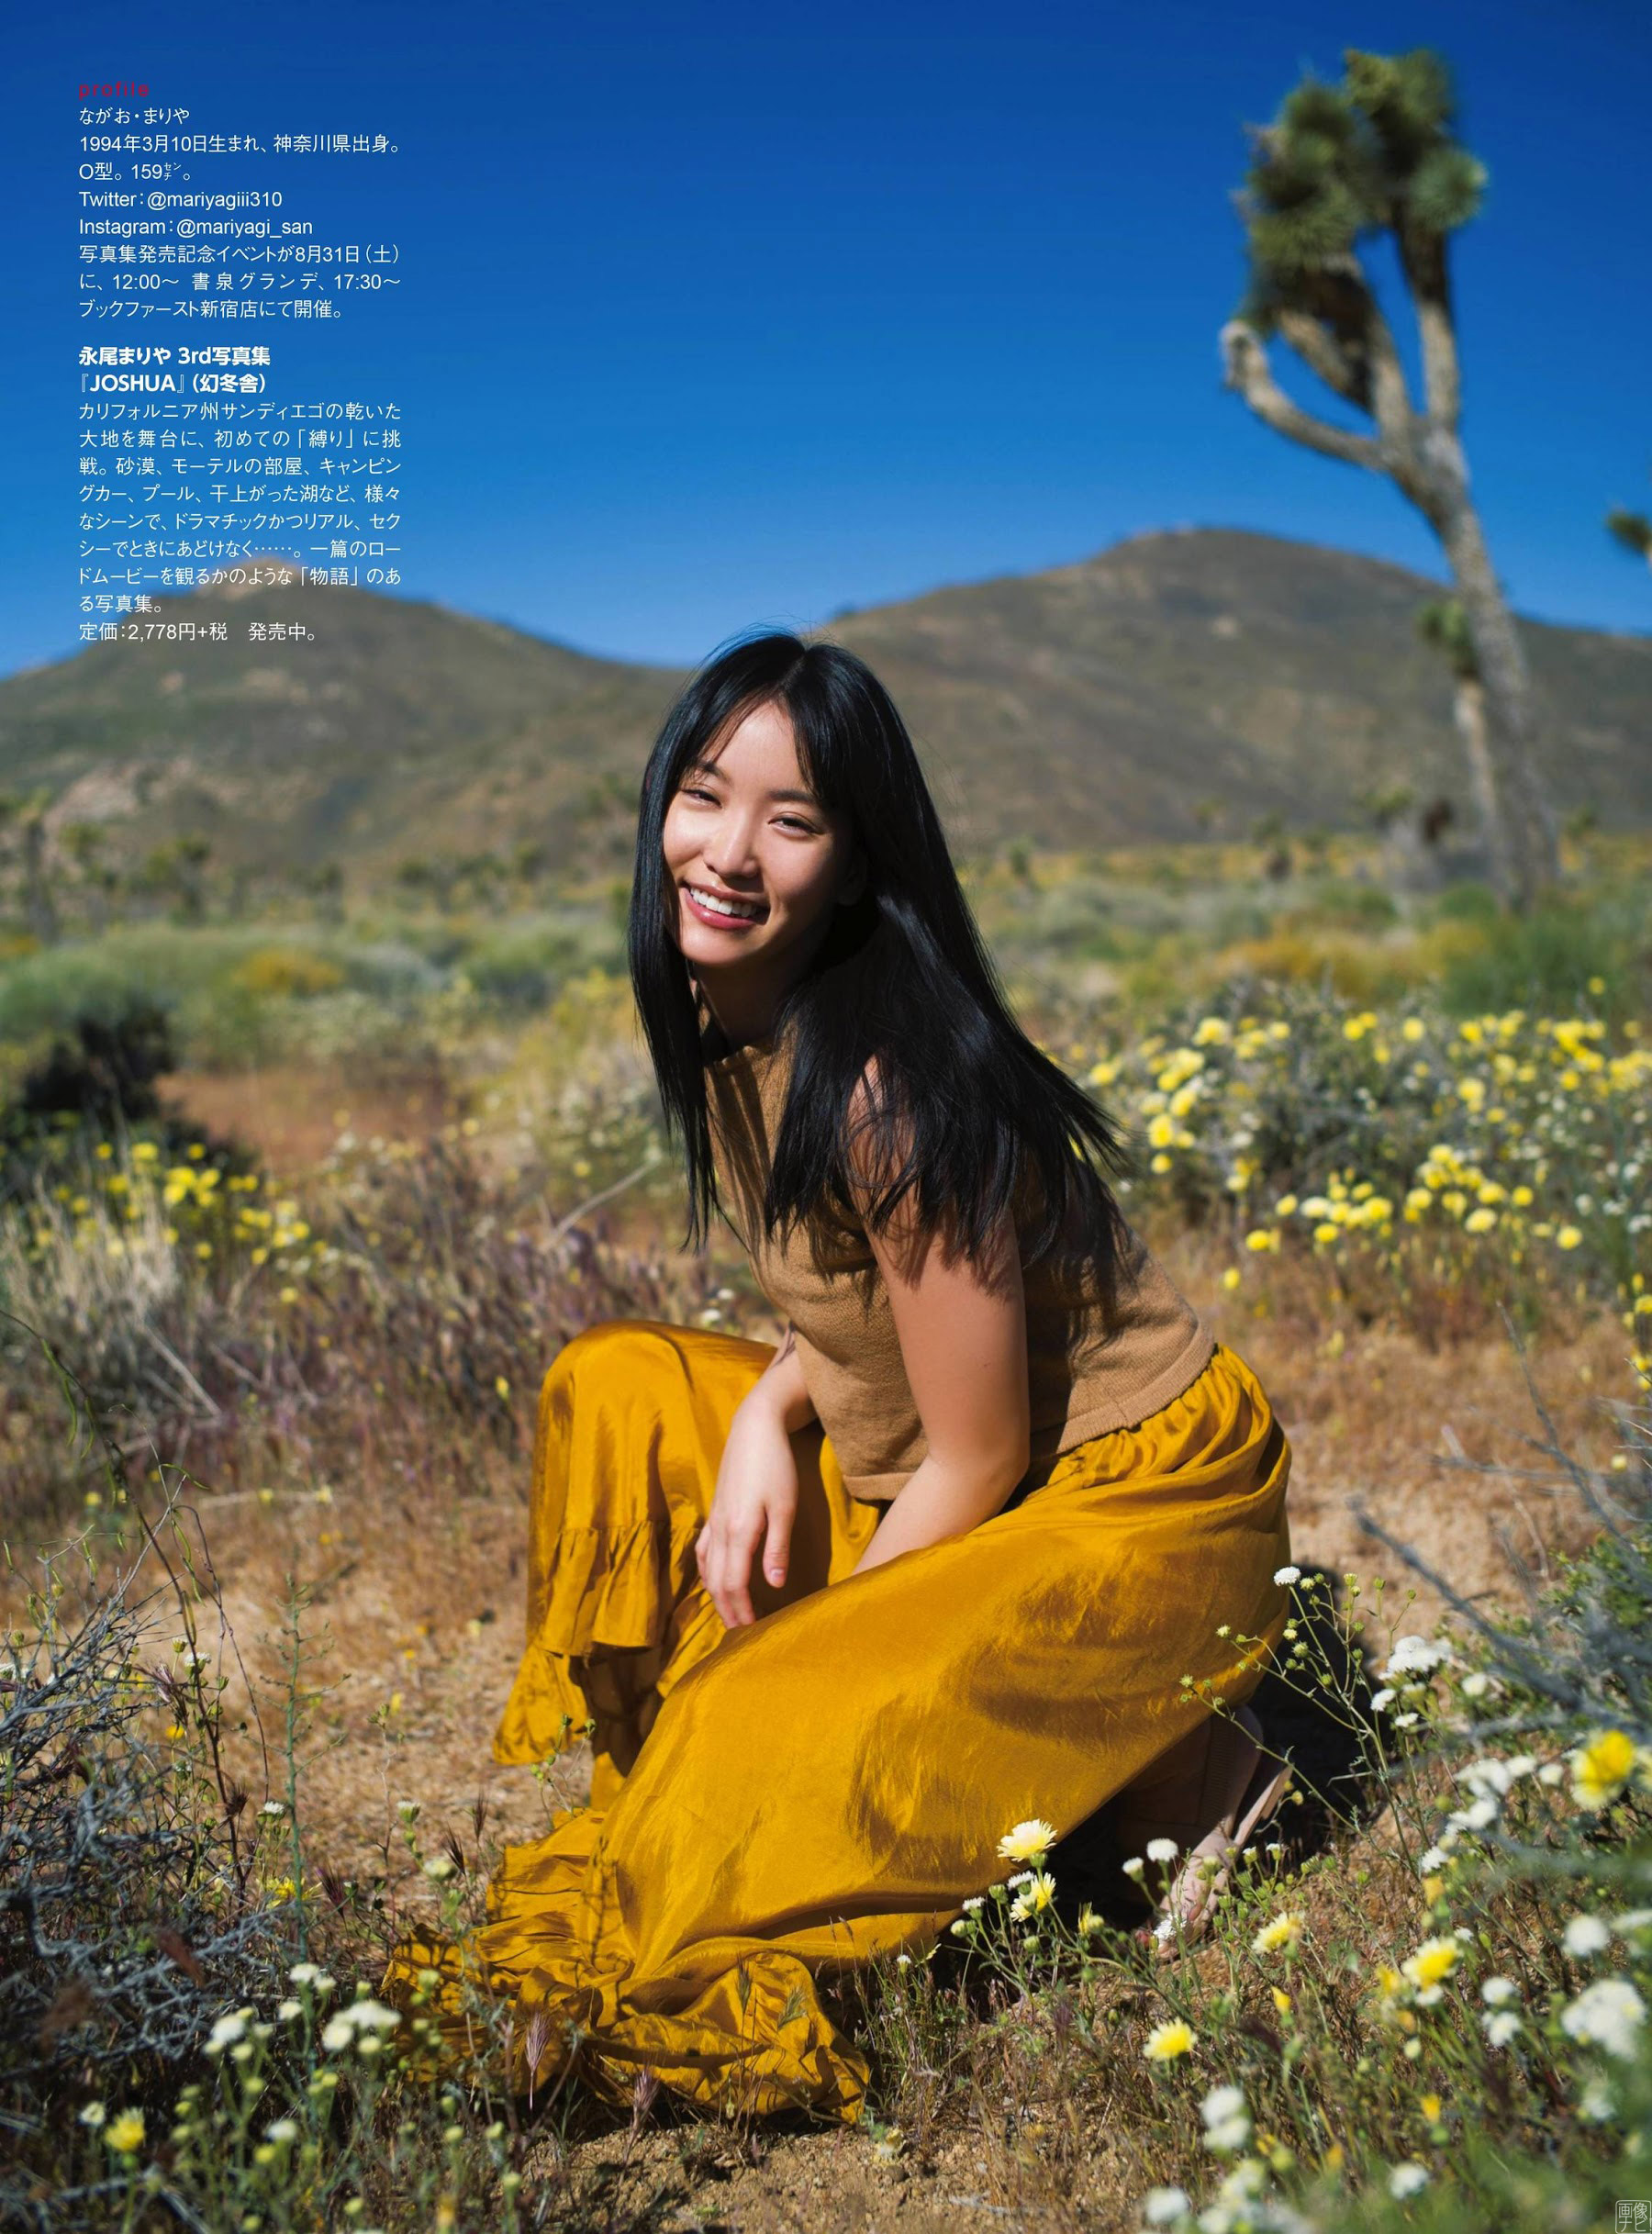 profile
ながお・まりや
1994年3月10日生まれ、神奈川県出身。
O型。159センチ。
Twitter：@mariyagiii310
Instagram：@mariyagi_san
写真集発売記念イベントが8月31日（土）
に、12:00～ 書泉グランデ、17:30～
ブックファースト新宿店にて開催。
永尾まりや 3rd写真集
『JOSHUA』（幻冬舎）
カリフォルニア州サンディエゴの乾いた
大地を舞台に、初めての「縛り」に挑
戦。砂漠、モーテルの部屋、キャンピン
グカー、プール、干上がった湖など、様々
なシーンで、ドラマチックかつリアル、セク
シーでときにあどけなく……。一篇のロー
ドムービーを観るかのような「物語」のあ
る写真集。
定価：2,778円+税　発売中。